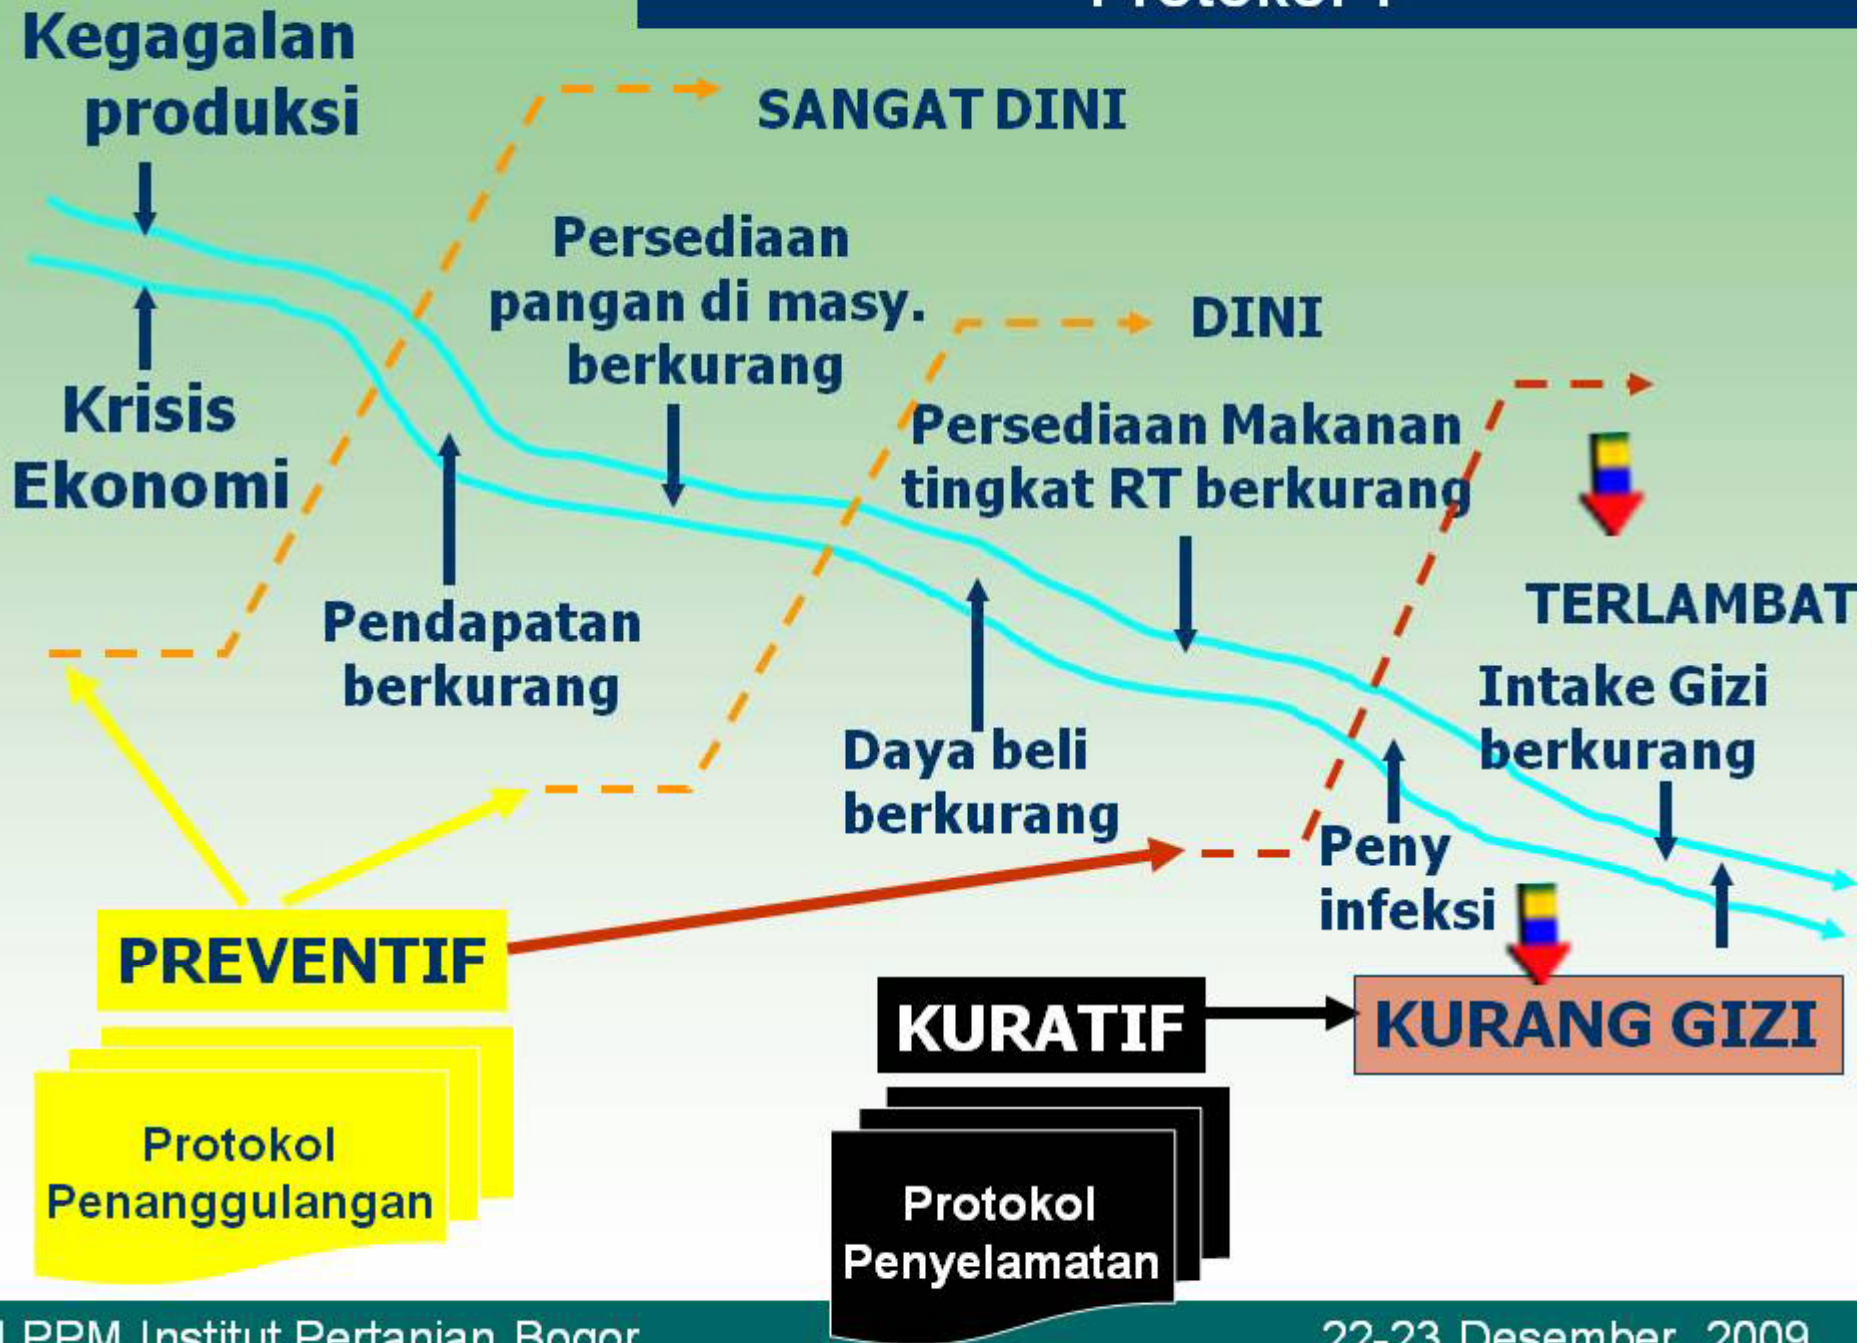 Kegagalan
produksi
SANGAT DINI
Persediaan
pangan di masy.
berkurang
DINI
Krisis
Ekonomi
Persediaan Makanan
tingkat RT berkurang
TERLAMBAT
Pendapatan
berkurang
Intake Gizi
berkurang
Daya beli
berkurang
Peny
infeksi
PREVENTIF
KURATIF
KURANG GIZI
Protokol
Penanggulangan
Protokol
Penyelamatan
LPPM Institut Pertanian Bogor
22-23 Desember, 2009